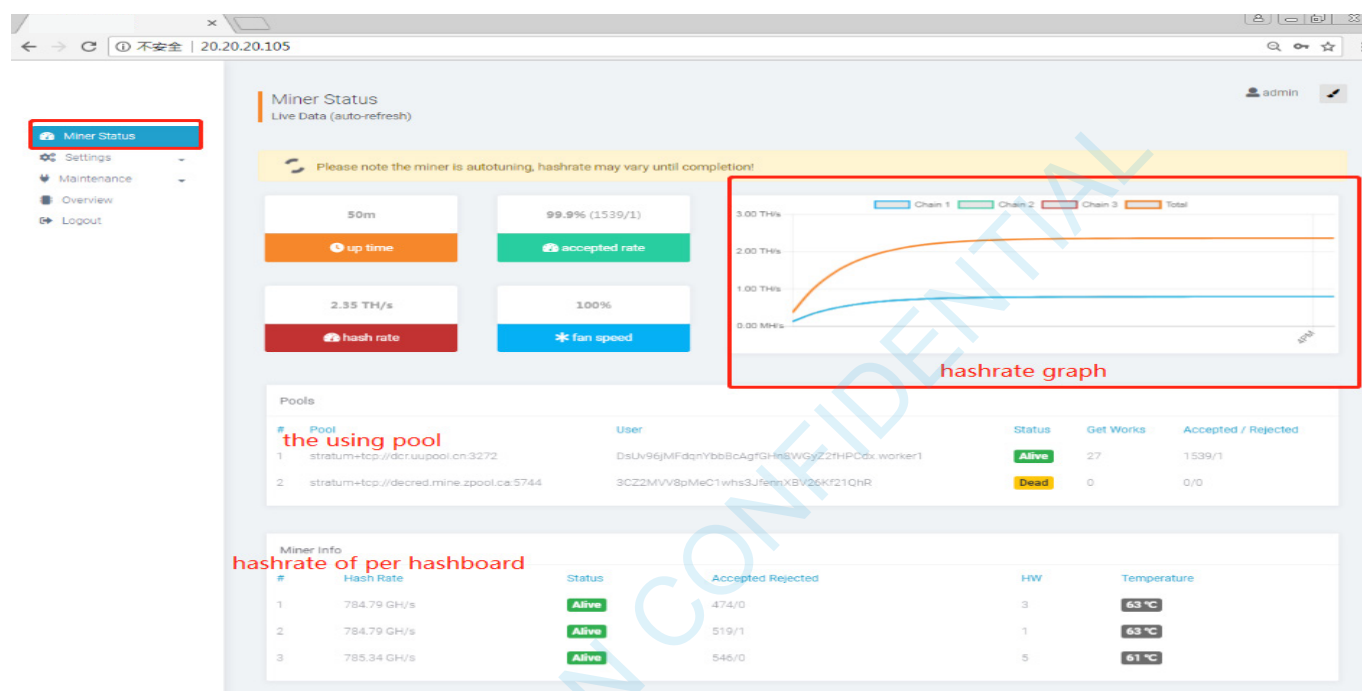 不安全 | 20.20.20.105
Miner Status
Live Data (auto-refresh)
admin
Miner Status
Settings
Maintenance
Overview
Logout
Please note the miner is autotuning, hashrate may vary until completion!
50m
up time
99.9% (1539/1)
accepted rate
2.35 TH/s
hash rate
100%
fan speed
Chain 1 Chain 2 Chain 3 Total
3.00 TH/s
2.00 TH/s
1.00 TH/s
0.00 MH/s
4PM
hashrate graph
Pools
# Pool User Status Get Works Accepted / Rejected
the using pool
1 stratum+tcp://dcr.uupool.cn:3272 Alive 27 1539/1
2 stratum+tcp://decred.mine.zpool.ca:5744 3CZ2MVV8pMeC1whs3JfennXBV26Kf21QhR Dead 0 0/0
Miner Info
hashrate of per hashboard
# Hash Rate Status Accepted Rejected HW Temperature
1 784.79 GH/s Alive 474/0 3 63 ℃
2 784.79 GH/s Alive 519/1 1 63 ℃
3 785.34 GH/s Alive 546/0 5 61 ℃
CONFIDENTIAL